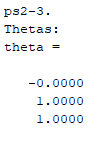 ps2-3.
Thetas:
theta =
-0.0000
1.0000
1.0000